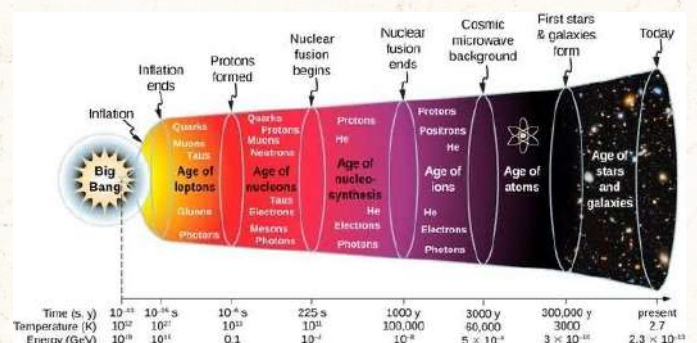 Inflation
Inflation
ends
Protons
formed
Nuclear
fusion
begins
Nuclear
fusion
ends
Cosmic
microwave
background
First stars
& galaxies
form
Today
Big
Bang
Quarks
Muons
Taus
Age of
leptons
Gluons
Photons
Quarks
Protons
Muons
Neutrons
Age of
nucleons
Taus
Electrons
Mesons
Photons
Protons
He
Age of
nucleo-
synthesis
He
Electrons
Photons
Protons
Positrons
He
Age of
ions
He
Electrons
Photons
Age of
atoms
Age of
stars
and
galaxies
Time (s, y) 10⁻⁶ s 225 s 1000 y 3000 y 300,000 y present
Temperature (K) 100,000 60,000 3000 2.7
Energy (GeV) 0.1